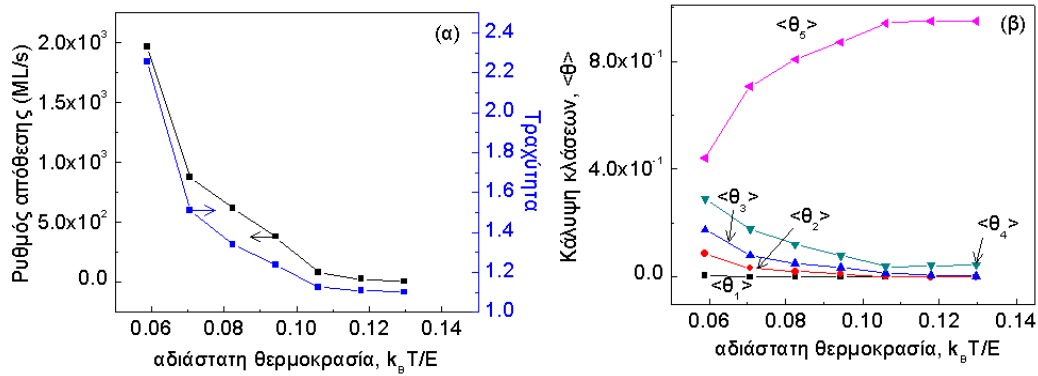 (α)
Ρυθμός απόθεσης (ML/s)
2.0x10³
1.5x10³
1.0x10³
5.0x10²
0.0
2.4
2.2
2.0
1.8
1.6
1.4
1.2
1.0
Τραχύτητα
0.06 0.08 0.10 0.12 0.14
αδιάστατη θερμοκρασία, k_BT/E
(β)
Κάλυψη κλάσεων, <θ>
8.0x10⁻¹
4.0x10⁻¹
0.0
<θ₅>
<θ₃>
<θ₂>
<θ₄>
<θ₁>
0.06 0.08 0.10 0.12 0.14
αδιάστατη θερμοκρασία, k_BT/E